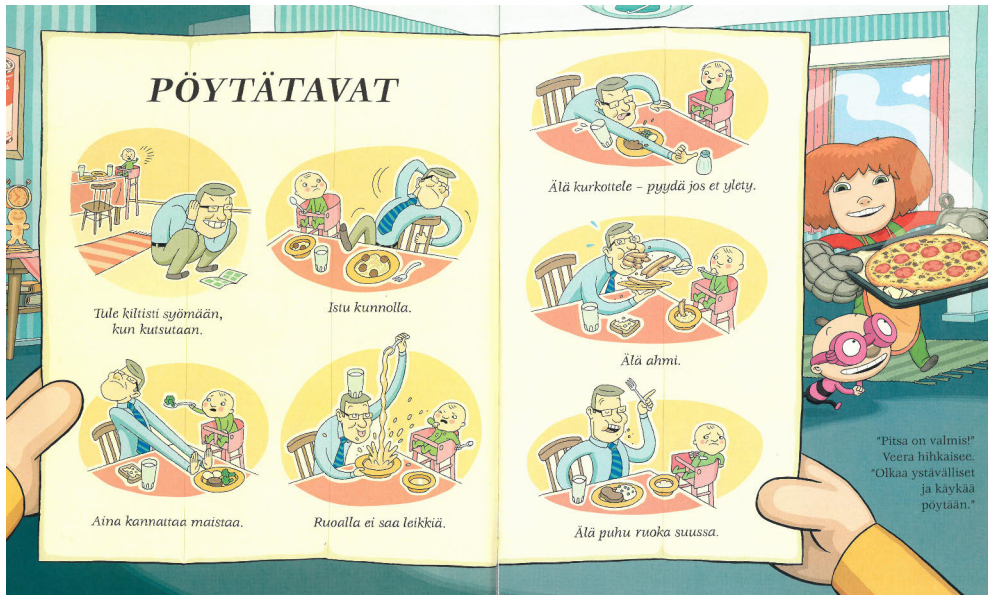 PÖYTÄTAVAT
Tule kiltisti syömään,
kun kutsutaan.
Istu kunnolla.
Aina kannattaa maistaa.
Ruoalla ei saa leikkiä.
Älä kurkottele – pyydä jos et ylety.
Älä ahmi.
Älä puhu ruoka suussa.
"Pitsa on valmis!"
Veera hihkaisee.
"Olkaa ystävälliset
ja käykää
pöytään."